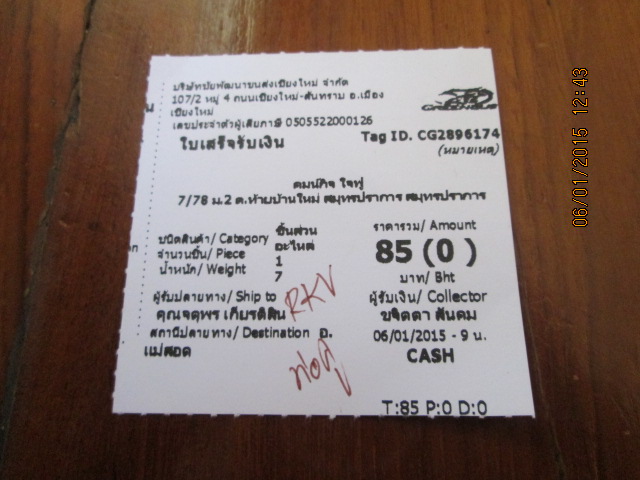 บริษัทชัยพัฒนาขนส่งเชียงใหม่ จำกัด
107/2 หมู่ 4 ถนนเชียงใหม่-สันทราย อ.เมือง
เชียงใหม่
เลขประจำตัวผู้เสียภาษี 0505522000126
ใบเสร็จรับเงิน
GREENBUS
Tag ID. CG2896174
(หมายเหตุ)
คมน์กิจ ใจฟู
7/78 ม.2 ต.ท้ายบ้านใหม่ สมุทรปราการ สมุทรปราการ
ชนิดสินค้า/ Category ชิ้นส่วน
อะไหล่
จำนวนชิ้น/ Piece 1
น้ำหนัก/ Weight 7
ราคารวม/ Amount
85 (0 )
บาท/ Bht
ผู้รับปลายทาง/ Ship to
คุณจตุพร เกียรติสิน
สถานีปลายทาง/ Destination อ.
แม่สอด
RKV
ผู้รับเงิน/ Collector
ขจิตตา สันคม
06/01/2015 - 9 น.
CASH
T:85 P:0 D:0
06/01/2015 12:43